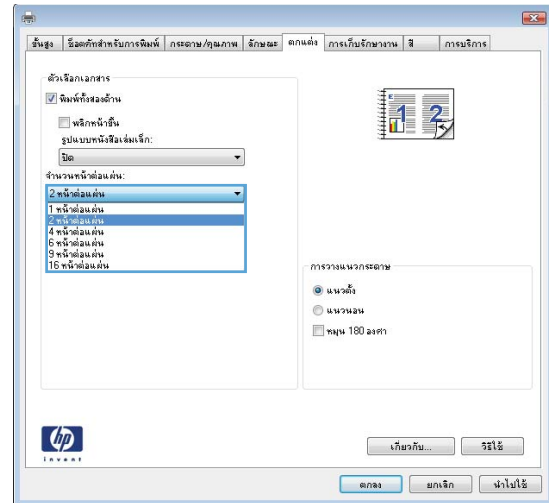 ขั้นสูง ช็อตคัทสำหรับการพิมพ์ กระดาษ/คุณภาพ ลักษณะ ตกแต่ง การเก็บรักษางาน สี การบริการ
ตัวเลือกเอกสาร
พิมพ์ทั้งสองด้าน
พลิกหน้าขึ้น
รูปแบบหนังสือเล่มเล็ก:
ปิด
จำนวนหน้าต่อแผ่น:
2 หน้าต่อแผ่น
1 หน้าต่อแผ่น
2 หน้าต่อแผ่น
4 หน้าต่อแผ่น
6 หน้าต่อแผ่น
9 หน้าต่อแผ่น
16 หน้าต่อแผ่น
1 2
การวางแนวกระดาษ
แนวตั้ง
แนวนอน
หมุน 180 องศา
hp
invent
เกี่ยวกับ... วิธีใช้
ตกลง ยกเลิก นำไปใช้